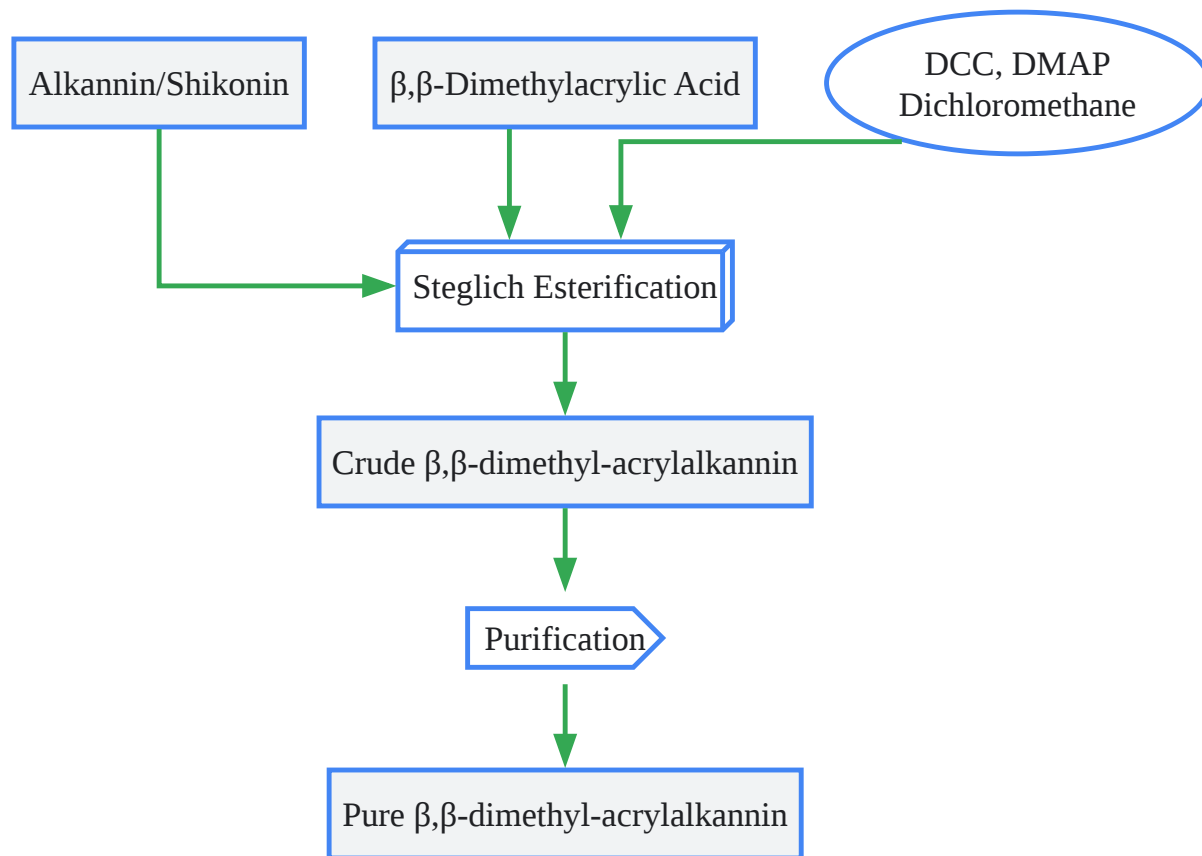 Alkannin/Shikonin
β,β-Dimethylacrylic Acid
DCC, DMAP
Dichloromethane
Steglich Esterification
Crude β,β-dimethyl-acrylalkannin
Purification
Pure β,β-dimethyl-acrylalkannin